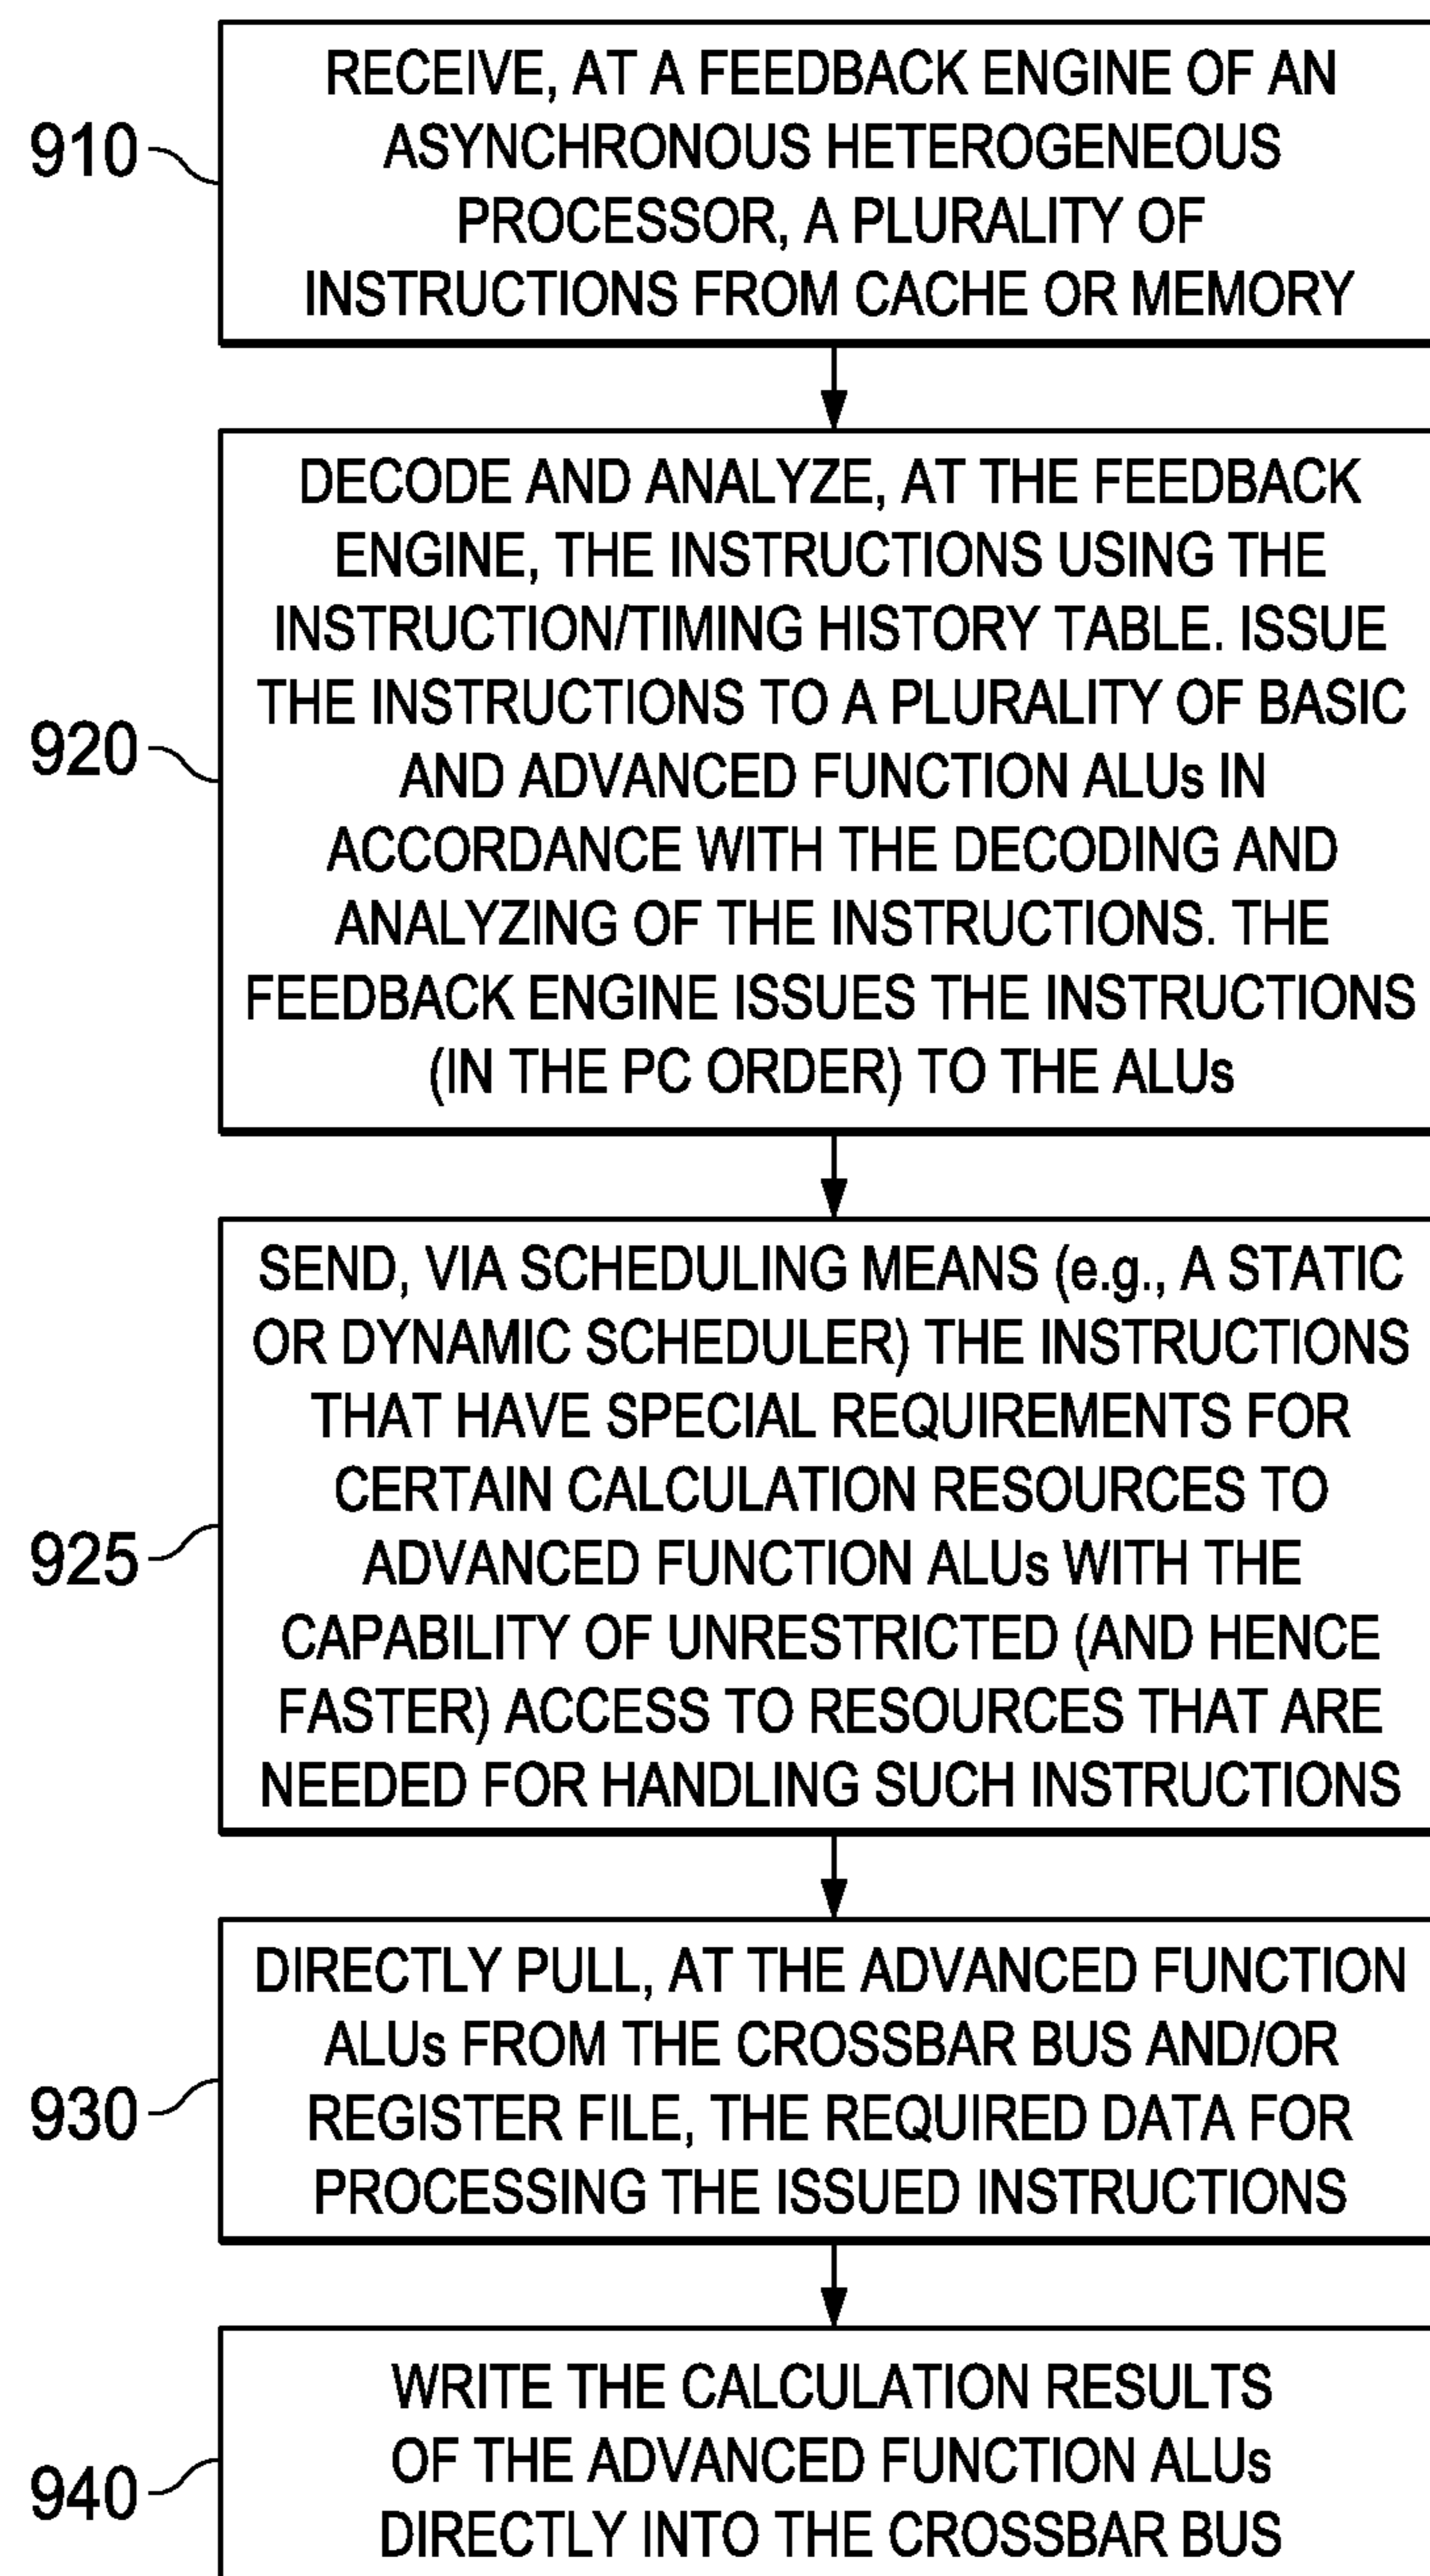 910
RECEIVE, AT A FEEDBACK ENGINE OF AN
ASYNCHRONOUS HETEROGENEOUS
PROCESSOR, A PLURALITY OF
INSTRUCTIONS FROM CACHE OR MEMORY
920
DECODE AND ANALYZE, AT THE FEEDBACK
ENGINE, THE INSTRUCTIONS USING THE
INSTRUCTION/TIMING HISTORY TABLE. ISSUE
THE INSTRUCTIONS TO A PLURALITY OF BASIC
AND ADVANCED FUNCTION ALUs IN
ACCORDANCE WITH THE DECODING AND
ANALYZING OF THE INSTRUCTIONS. THE
FEEDBACK ENGINE ISSUES THE INSTRUCTIONS
(IN THE PC ORDER) TO THE ALUs
925
SEND, VIA SCHEDULING MEANS (e.g., A STATIC
OR DYNAMIC SCHEDULER) THE INSTRUCTIONS
THAT HAVE SPECIAL REQUIREMENTS FOR
CERTAIN CALCULATION RESOURCES TO
ADVANCED FUNCTION ALUs WITH THE
CAPABILITY OF UNRESTRICTED (AND HENCE
FASTER) ACCESS TO RESOURCES THAT ARE
NEEDED FOR HANDLING SUCH INSTRUCTIONS
930
DIRECTLY PULL, AT THE ADVANCED FUNCTION
ALUs FROM THE CROSSBAR BUS AND/OR
REGISTER FILE, THE REQUIRED DATA FOR
PROCESSING THE ISSUED INSTRUCTIONS
940
WRITE THE CALCULATION RESULTS
OF THE ADVANCED FUNCTION ALUs
DIRECTLY INTO THE CROSSBAR BUS